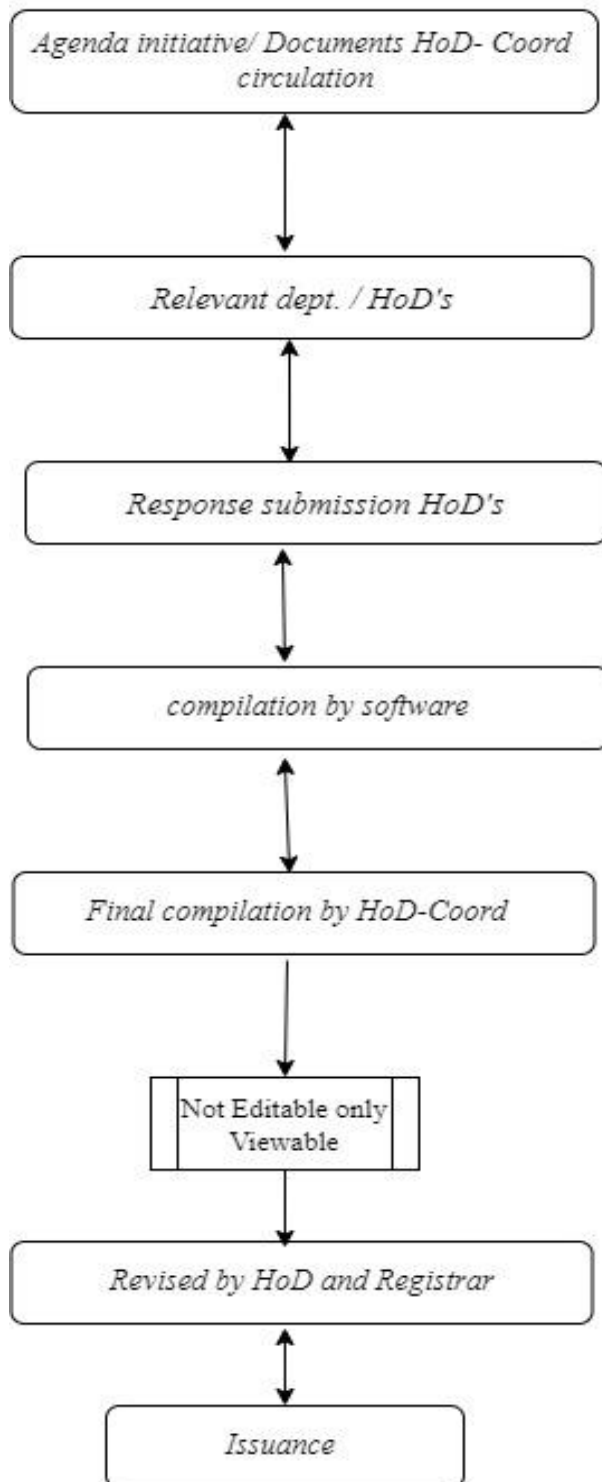 Agenda initiative/ Documents HoD- Coord
circulation
Relevant dept. / HoD's
Response submission HoD's
compilation by software
Final compilation by HoD-Coord
Not Editable only
Viewable
Revised by HoD and Registrar
Issuance